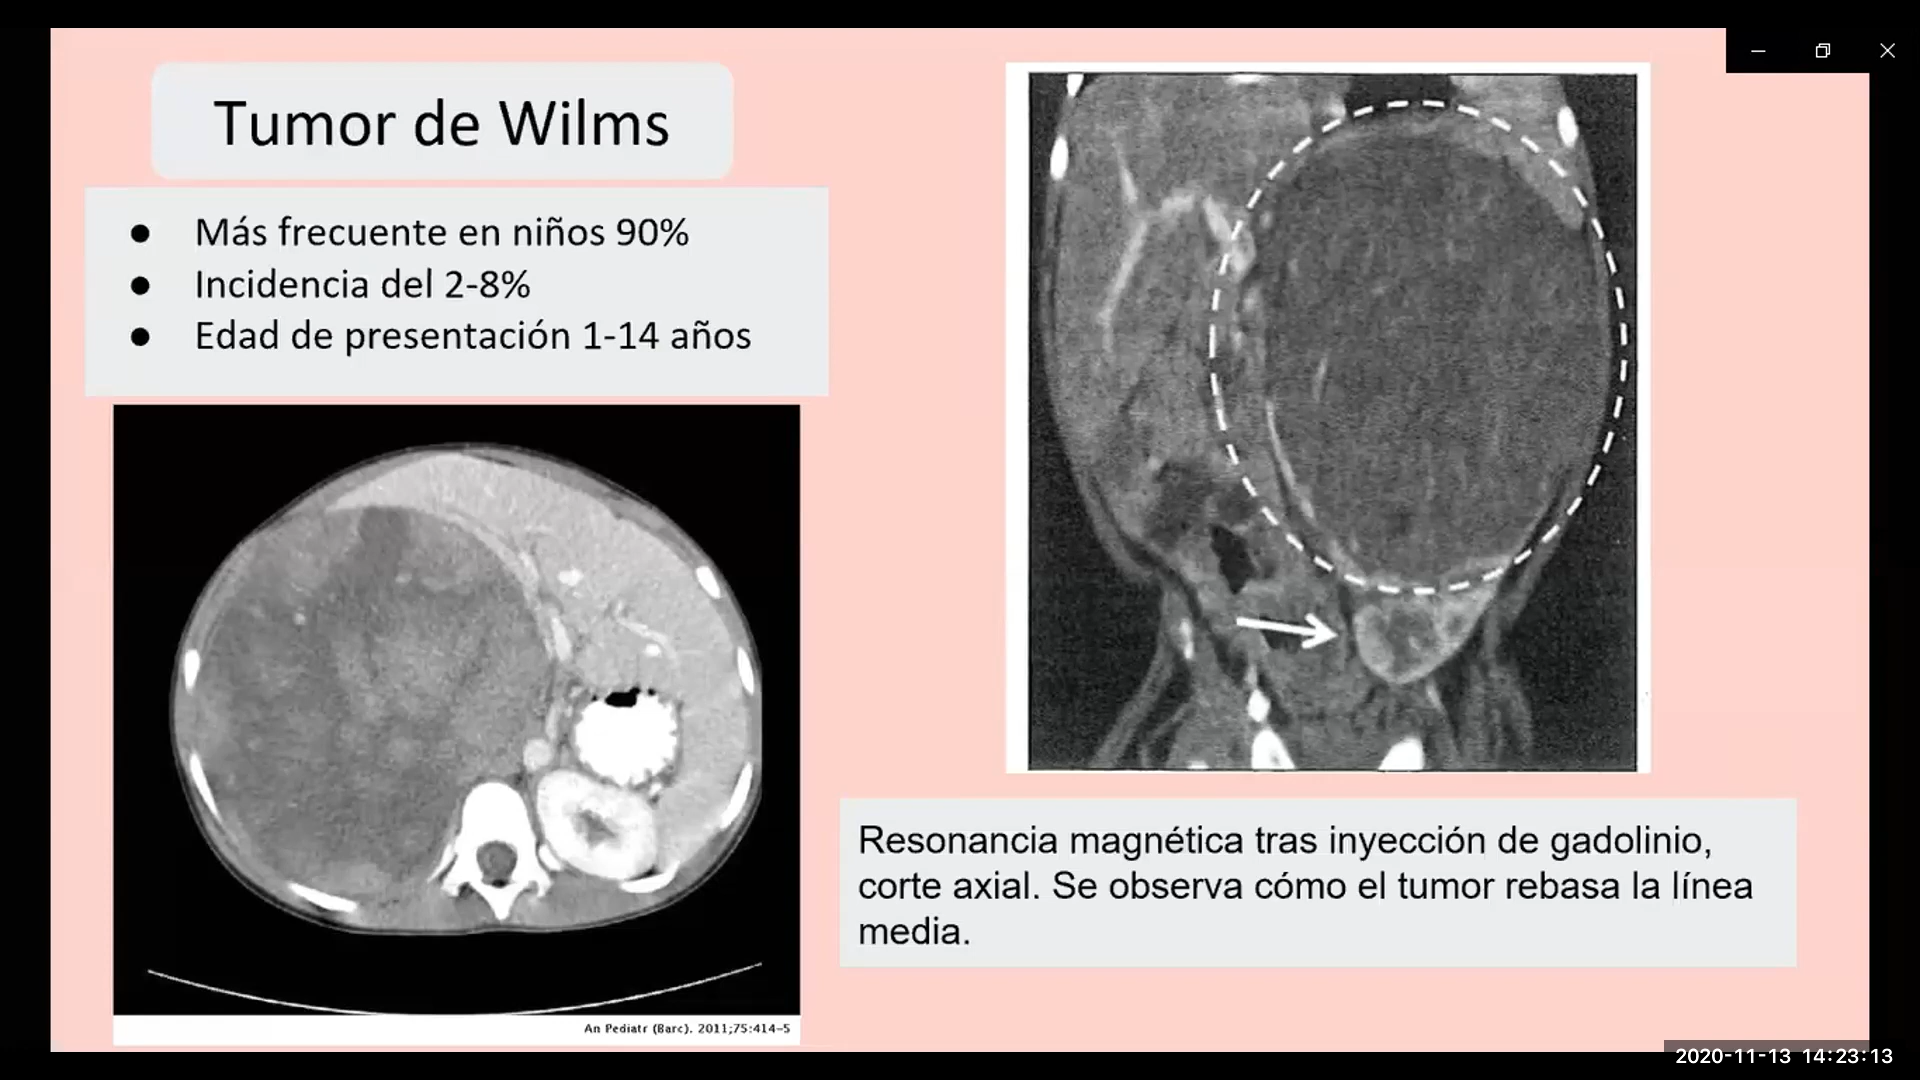 Tumor de Wilms
● Más frecuente en niños 90%
● Incidencia del 2-8%
● Edad de presentación 1-14 años
An Pediatr (Barc). 2011;75:414-5
Resonancia magnética tras inyección de gadolinio,
corte axial. Se observa cómo el tumor rebasa la línea
media.
2020-11-13 14:23:13